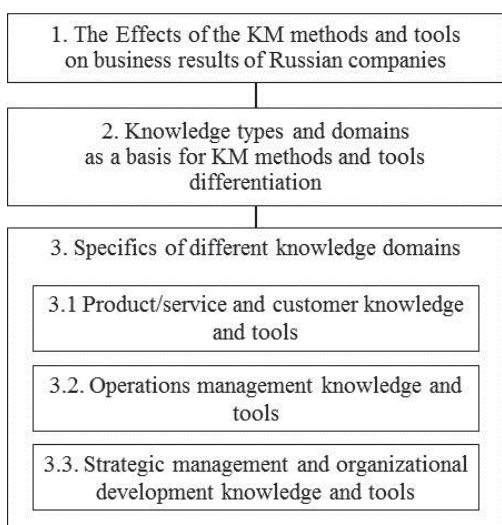 1. The Effects of the KM methods and tools
on business results of Russian companies
2. Knowledge types and domains
as a basis for KM methods and tools
differentiation
3. Specifics of different knowledge domains
3.1 Product/service and customer knowledge
and tools
3.2. Operations management knowledge and
tools
3.3. Strategic management and organizational
development knowledge and tools